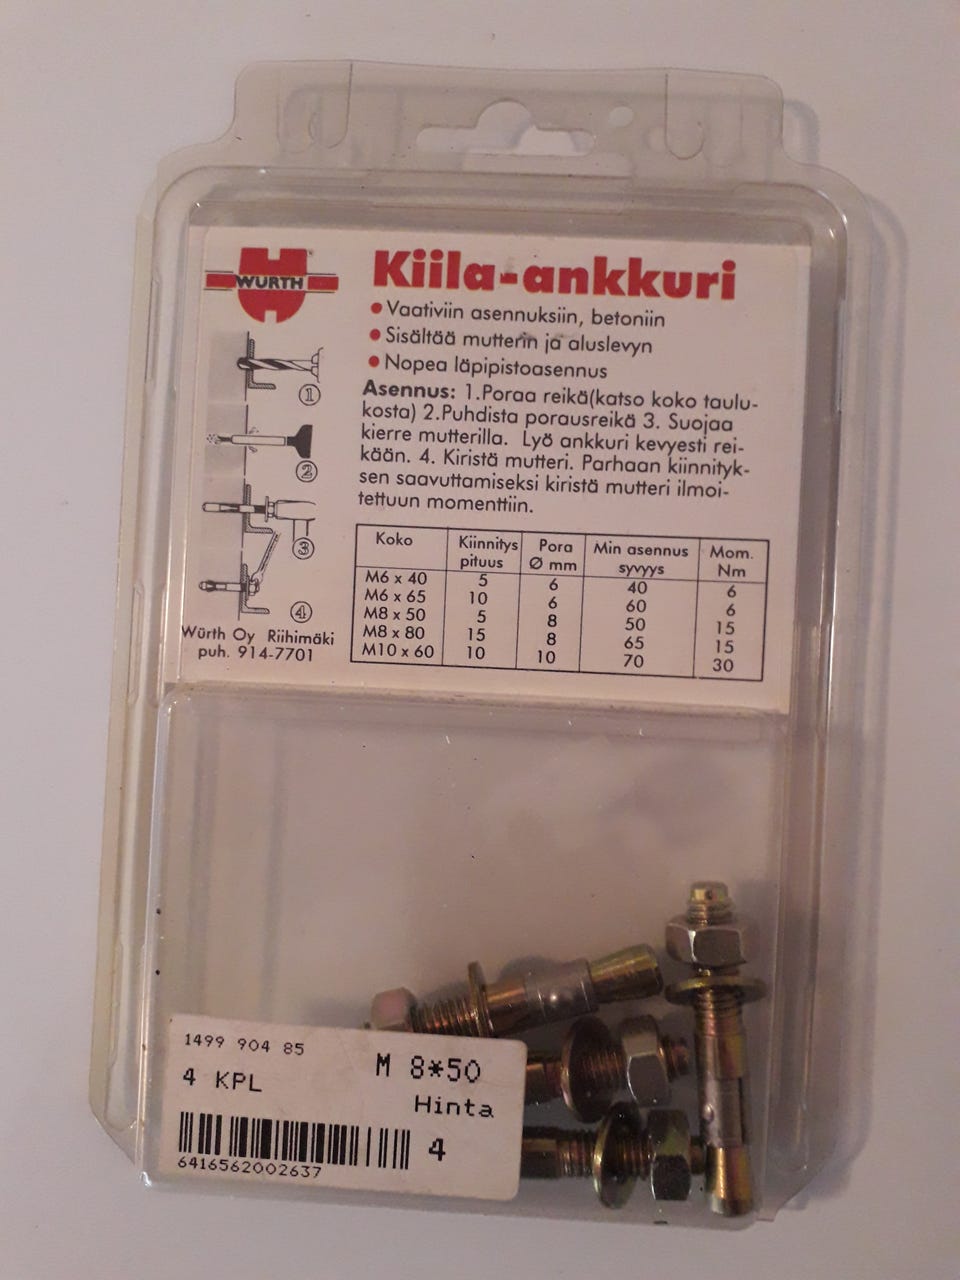 WÜRTH
Kiila-ankkuri
• Vaativiin asennuksiin, betoniin
• Sisältää mutterin ja aluslevyn
• Nopea läpipistoasennus
Asennus: 1.Poraa reikä(katso koko taulu-
kosta) 2.Puhdista porausreikä 3. Suojaa
kierre mutterilla. Lyö ankkuri kevyesti rei-
kään. 4. Kiristä mutteri. Parhaan kiinnityk-
sen saavuttamiseksi kiristä mutteri ilmoi-
tettuun momenttiin.
1
2
3
4
Würth Oy Riihimäki
puh. 914-7701
Koko Kiinnitys pituus Pora Ø mm Min asennus syvyys Mom. Nm
M6 x 40 5 6 40 6
M6 x 65 10 6 60 6
M8 x 50 5 8 50 15
M8 x 80 15 8 65 15
M10 x 60 10 10 70 30
1499 904 85
M 8*50
4 KPL
Hinta
4
6416562002637